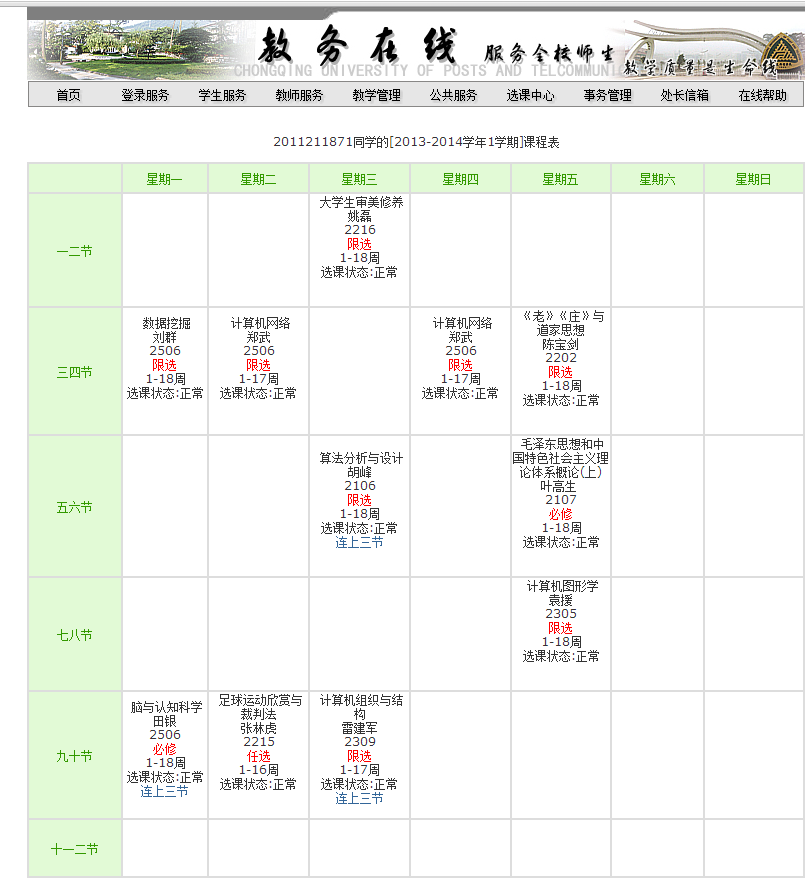 教务在线
服务全校师生
CHONGQING UNIVERSITY OF POSTS AND TELCOMMUNI
教学质量是生命线
首页 登录服务 学生服务 教师服务 教学管理 公共服务 选课中心 事务管理 处长信箱 在线帮助
2011211871同学的[2013-2014学年1学期]课程表
星期一 星期二 星期三 星期四 星期五 星期六 星期日
一二节
大学生审美修养
姚磊
2216
限选
1-18周
选课状态:正常
三四节
数据挖掘
刘群
2506
限选
1-18周
选课状态:正常
计算机网络
郑武
2506
限选
1-17周
选课状态:正常
计算机网络
郑武
2506
限选
1-17周
选课状态:正常
《老》《庄》与
道家思想
陈宝剑
2202
限选
1-18周
选课状态:正常
五六节
算法分析与设计
胡峰
2106
限选
1-18周
选课状态:正常
连上三节
毛泽东思想和中
国特色社会主义理
论体系概论(上)
叶高生
2107
必修
1-18周
选课状态:正常
七八节
计算机图形学
袁援
2305
限选
1-18周
选课状态:正常
九十节
脑与认知科学
田银
2506
必修
1-18周
选课状态:正常
连上三节
足球运动欣赏与
裁判法
张林虎
2215
任选
1-16周
选课状态:正常
计算机组织与结
构
雷建军
2309
限选
1-17周
选课状态:正常
连上三节
十一二节